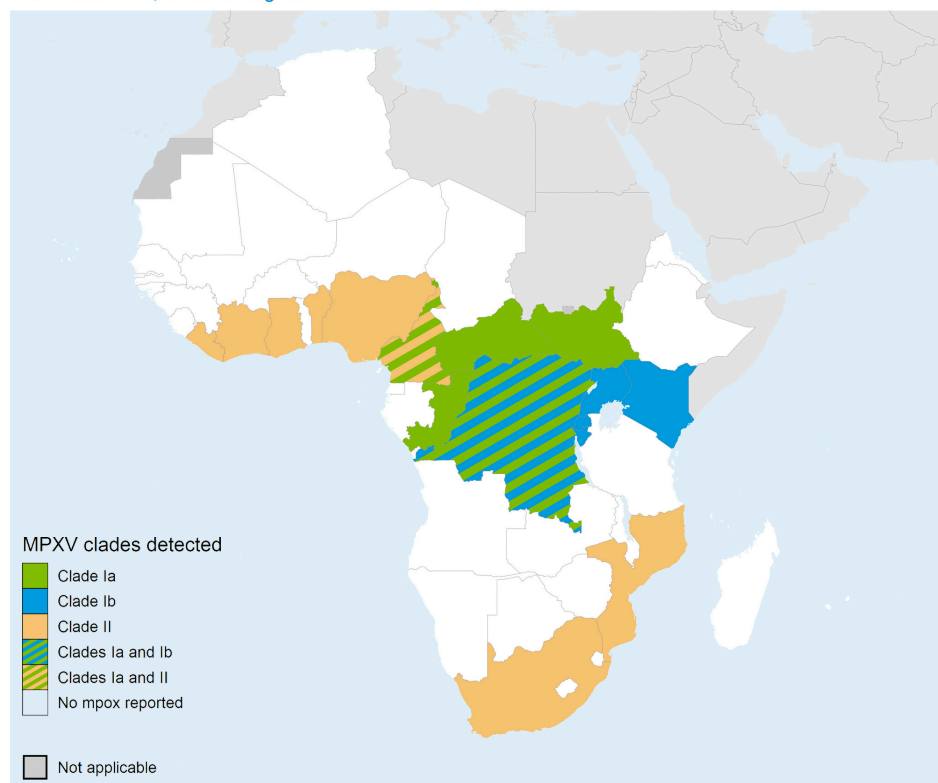 MPXV clades detected
Clade Ia
Clade Ib
Clade II
Clades Ia and Ib
Clades Ia and II
No mpox reported
Not applicable